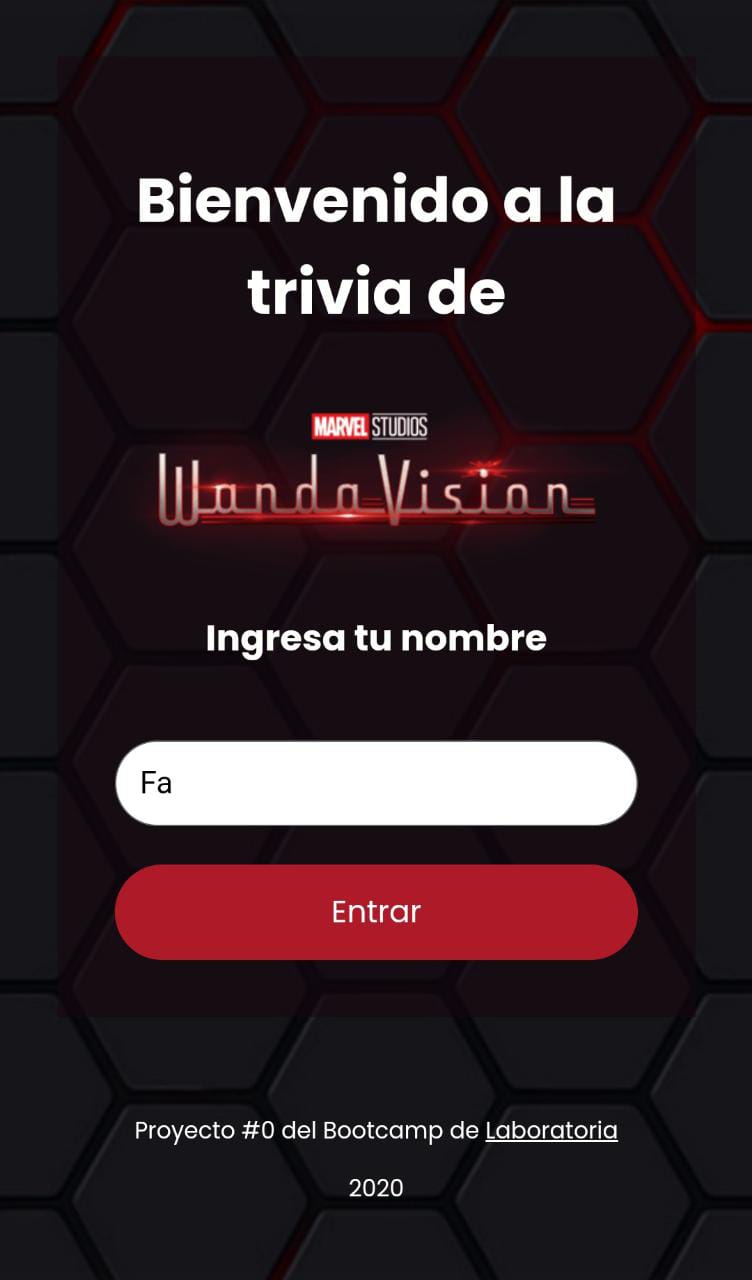 Bienvenido a la
trivia de
MARVEL STUDIOS
WandaVision
Ingresa tu nombre
Fa
Entrar
Proyecto #0 del Bootcamp de Laboratoria
2020